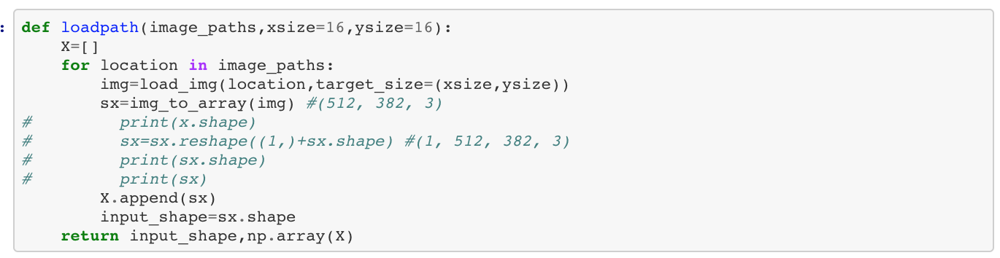 : def loadpath(image_paths,xsize=16,ysize=16):
    X=[]
    for location in image_paths:
        img=load_img(location,target_size=(xsize,ysize))
        sx=img_to_array(img) #(512, 382, 3)
#         print(x.shape)
#         sx=sx.reshape((1,)+sx.shape) #(1, 512, 382, 3)
#         print(sx.shape)
#         print(sx)
        X.append(sx)
        input_shape=sx.shape
    return input_shape,np.array(X)